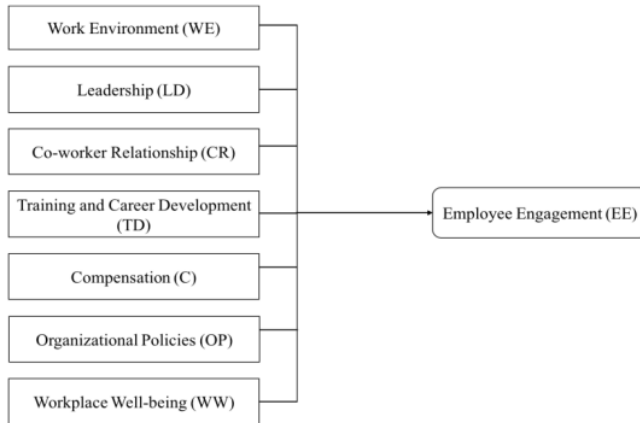 Work Environment (WE)
Leadership (LD)
Co-worker Relationship (CR)
Training and Career Development
(TD)
Employee Engagement (EE)
Compensation (C)
Organizational Policies (OP)
Workplace Well-being (WW)